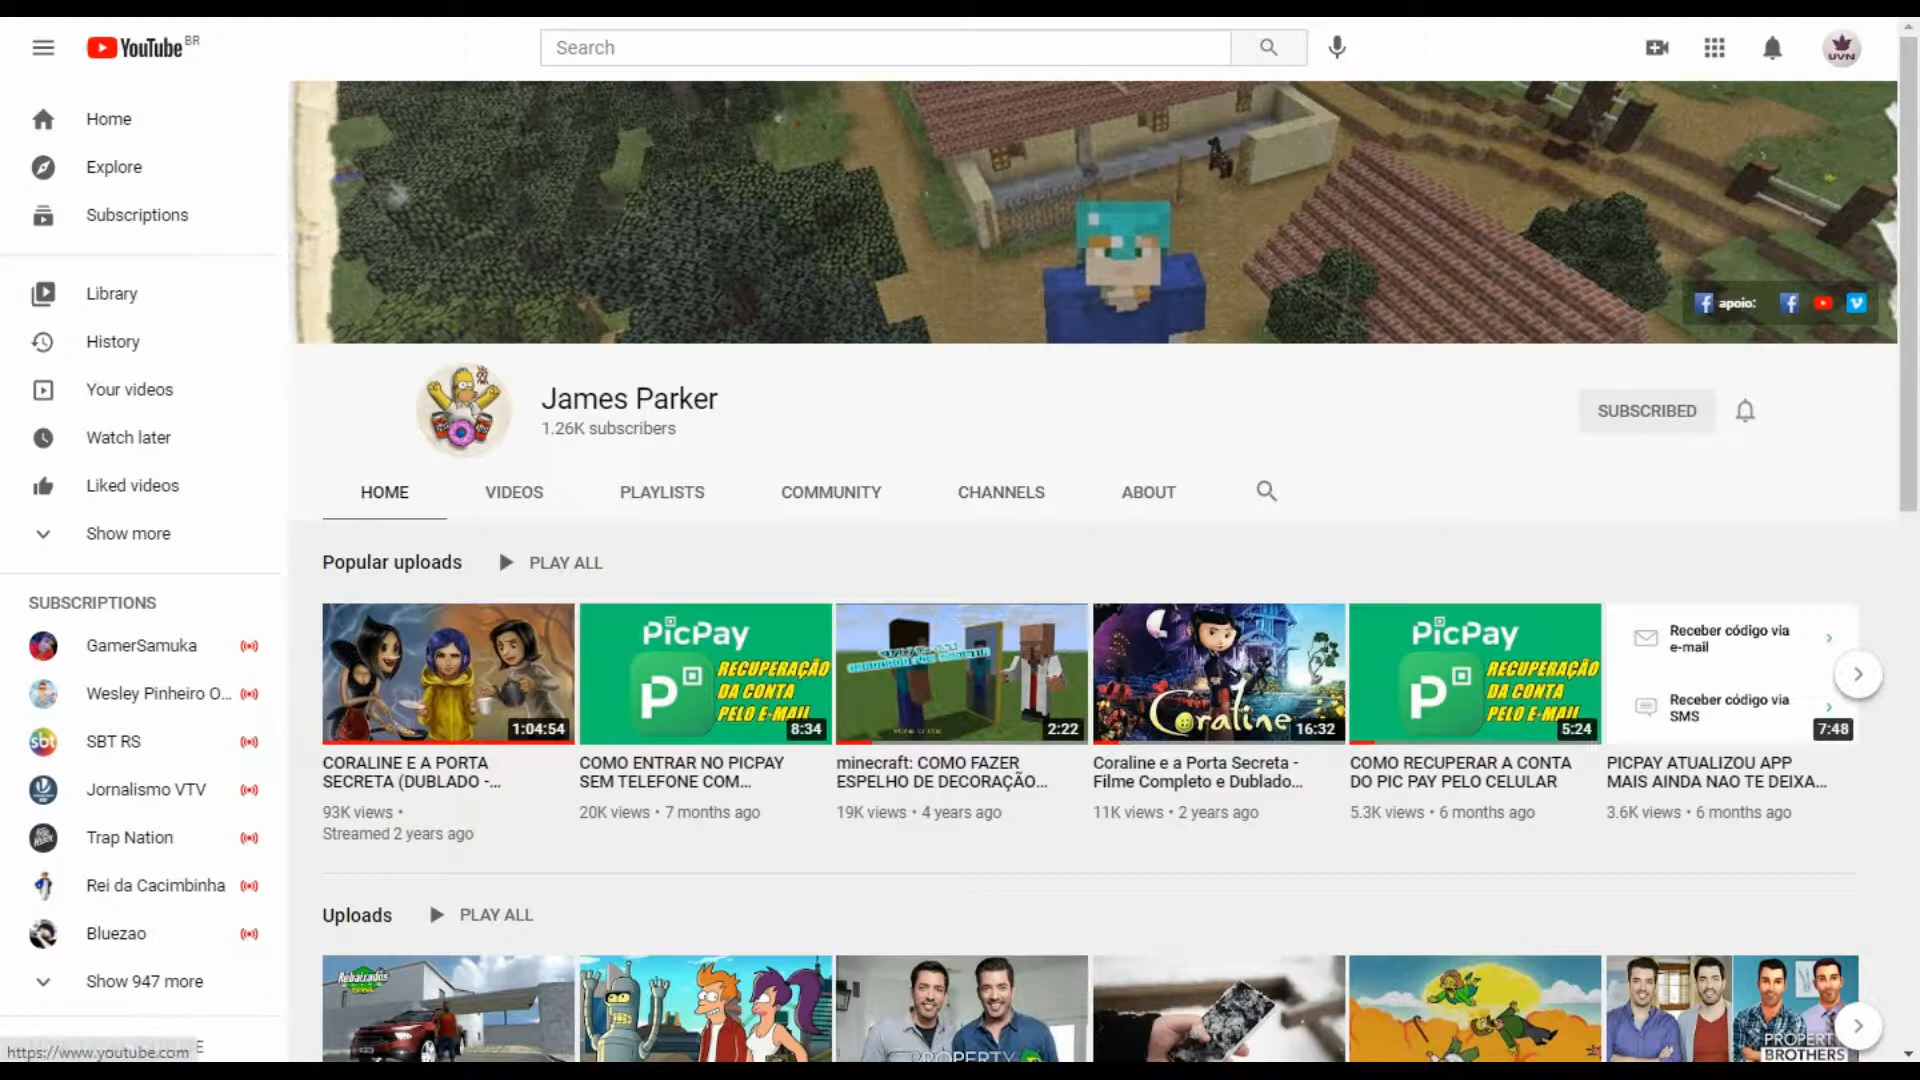 YouTube BR
Search
UVN
Home
Explore
Subscriptions
Library
History
Your videos
Watch later
Liked videos
Show more
SUBSCRIPTIONS
GamerSamuka
Wesley Pinheiro O...
SBT RS
Jornalismo VTV
Trap Nation
Rei da Cacimbinha
Bluezao
Show 947 more
https://www.youtube.com
apoio:
James Parker
1.26K subscribers
SUBSCRIBED
HOME
VIDEOS
PLAYLISTS
COMMUNITY
CHANNELS
ABOUT
Popular uploads
PLAY ALL
1:04:54
CORALINE E A PORTA
SECRETA (DUBLADO -...
93K views •
Streamed 2 years ago
PicPay
RECUPERAÇÃO
DA CONTA
PELO E-MAIL
8:34
COMO ENTRAR NO PICPAY
SEM TELEFONE COM...
20K views • 7 months ago
2:22
minecraft: COMO FAZER
ESPELHO DE DECORAÇÃO...
19K views • 4 years ago
Coraline
16:32
Coraline e a Porta Secreta -
Filme Completo e Dublado...
11K views • 2 years ago
PicPay
RECUPERAÇÃO
DA CONTA
PELO E-MAIL
5:24
COMO RECUPERAR A CONTA
DO PIC PAY PELO CELULAR
5.3K views • 6 months ago
Receber código via
e-mail
Receber código via
SMS
7:48
PICPAY ATUALIZOU APP
MAIS AINDA NAO TE DEIXA...
3.6K views • 6 months ago
Uploads
PLAY ALL
Rebaixados
PROPERTY
PROPERT
BROTHERS